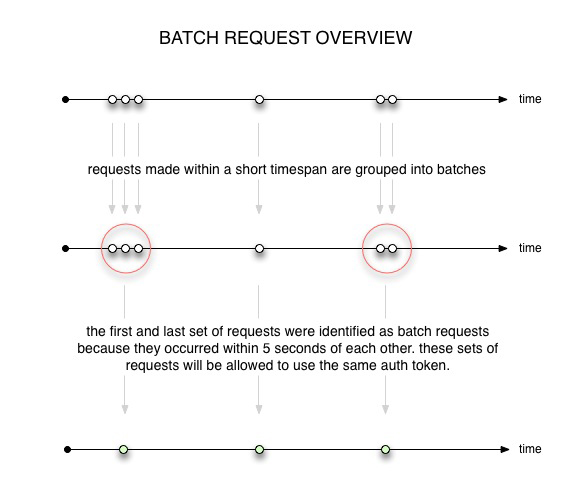 BATCH REQUEST OVERVIEW
time
requests made within a short timespan are grouped into batches
time
the first and last set of requests were identified as batch requests
because they occurred within 5 seconds of each other. these sets of
requests will be allowed to use the same auth token.
time